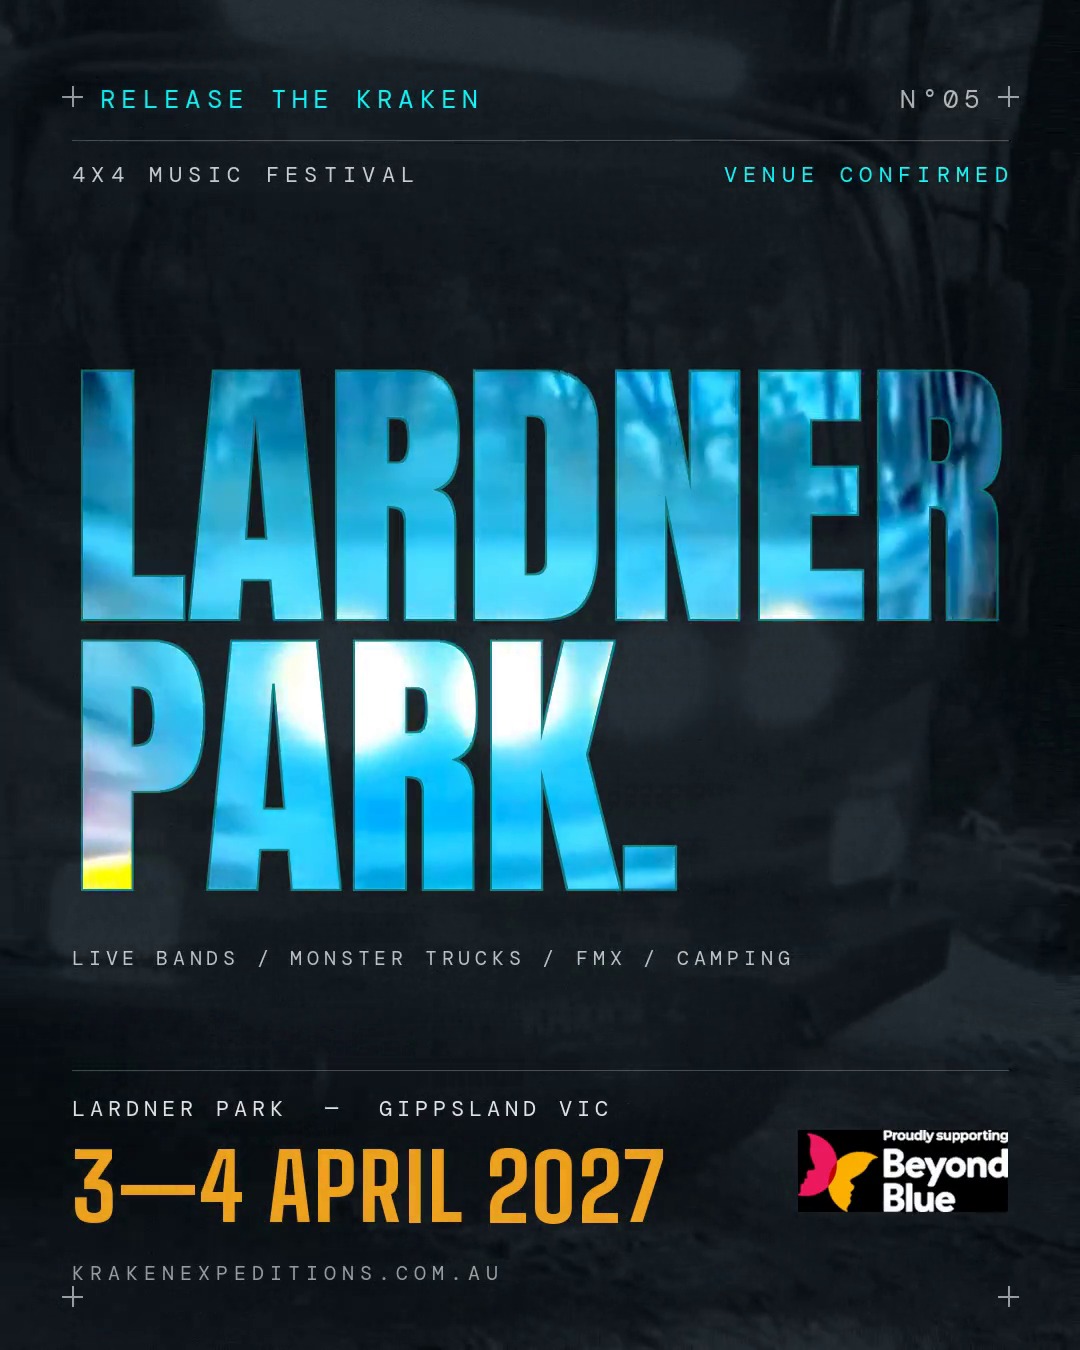 RELEASE THE KRAKEN
N°05
4X4 MUSIC FESTIVAL
VENUE CONFIRMED
LARDNER
PARK.
LIVE BANDS / MONSTER TRUCKS / FMX / CAMPING
LARDNER PARK — GIPPSLAND VIC
3—4 APRIL 2027
Proudly supporting
Beyond
Blue
KRAKENEXPEDITIONS.COM.AU